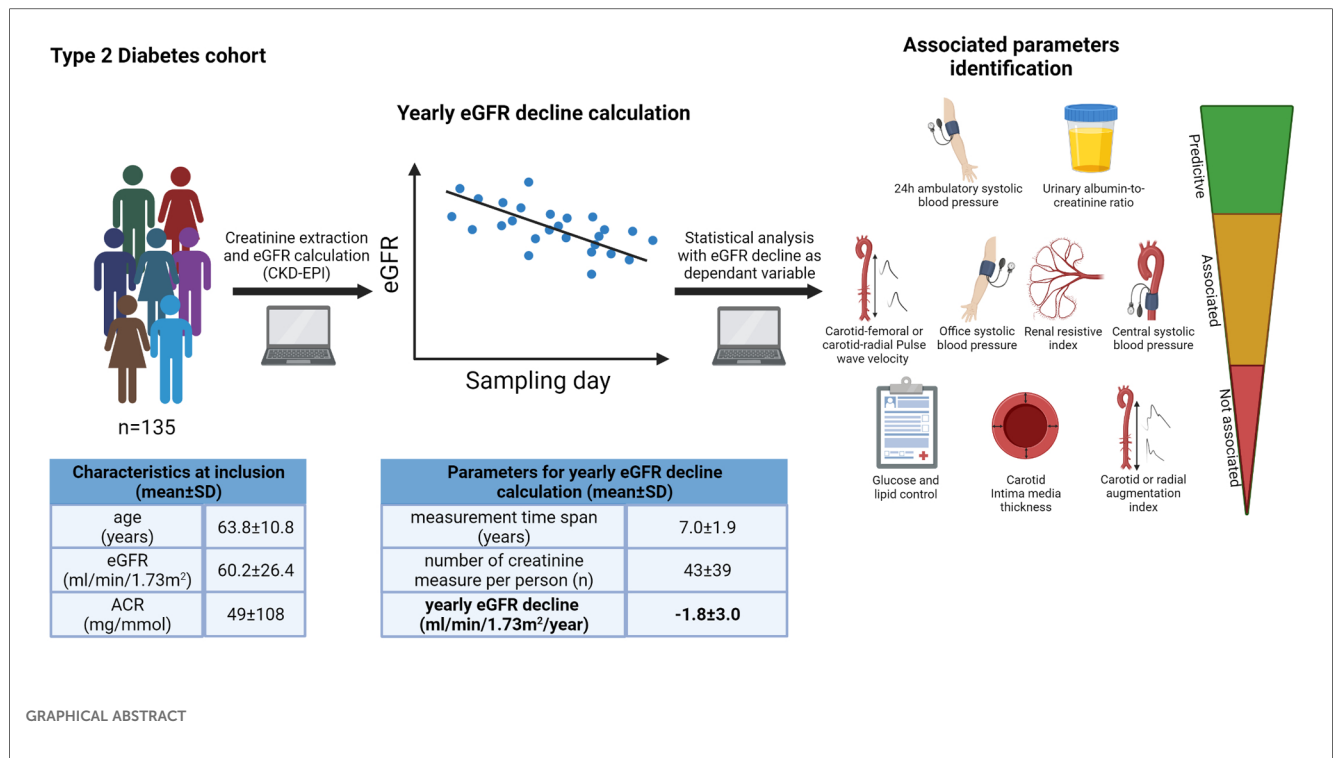 Type 2 Diabetes cohort
n=135
Creatinine extraction
and eGFR calculation
(CKD-EPI)
Yearly eGFR decline calculation
eGFR
Sampling day
Statistical analysis
with eGFR decline as
dependant variable
Associated parameters
identification
24h ambulatory systolic
blood pressure
Urinary albumin-to-
creatinine ratio
Carotid-femoral or
carotid-radial Pulse
wave velocity
Office systolic
blood pressure
Renal resistive
index
Central systolic
blood pressure
Glucose and
lipid control
Carotid
Intima media
thickness
Carotid or radial
augmentation
index
Predicitve
Associated
Not associated
Characteristics at inclusion
(mean±SD)
age
(years)
63.8±10.8
eGFR
(ml/min/1.73m²)
60.2±26.4
ACR
(mg/mmol)
49±108
Parameters for yearly eGFR decline
calculation (mean±SD)
measurement time span
(years)
7.0±1.9
number of creatinine
measure per person (n)
43±39
yearly eGFR decline
(ml/min/1.73m²/year)
-1.8±3.0
GRAPHICAL ABSTRACT